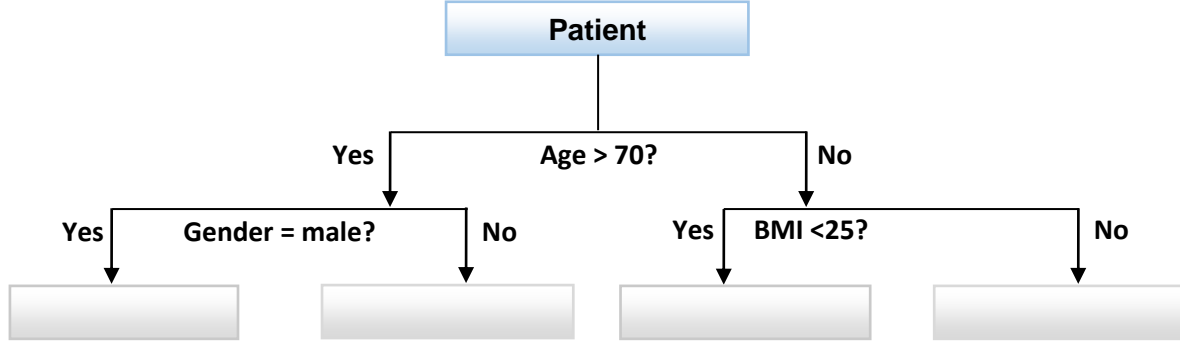 Patient
Yes Age > 70? No
Yes Gender = male? No Yes BMI <25? No